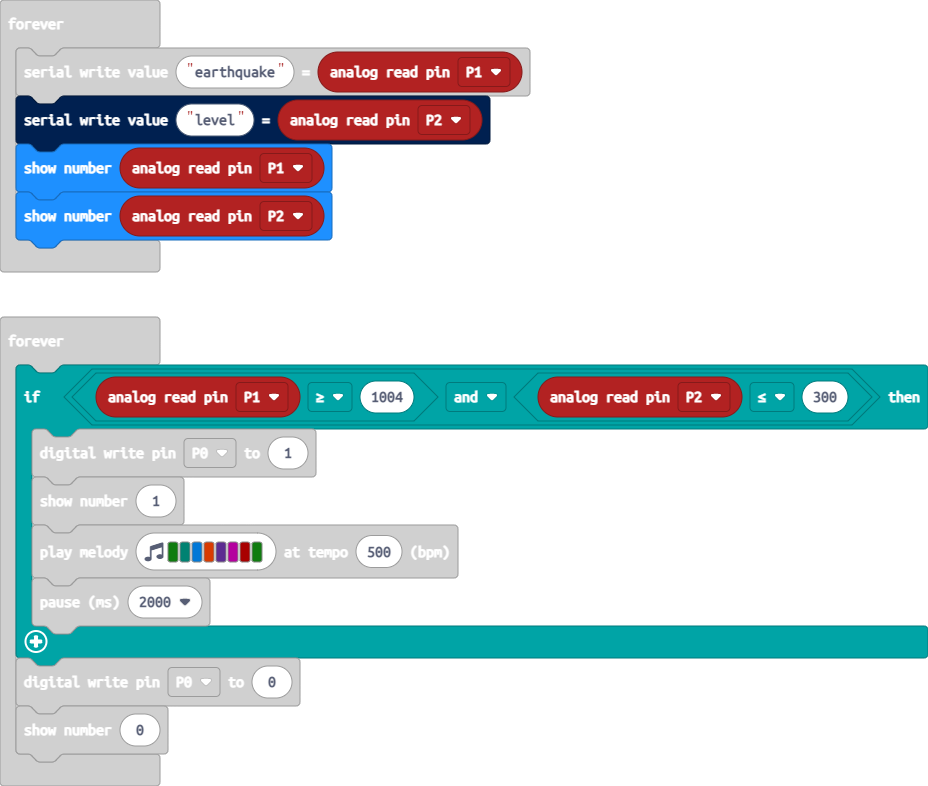 forever
serial write value "earthquake" = analog read pin P1
serial write value "level" = analog read pin P2
show number analog read pin P1
show number analog read pin P2
forever
if analog read pin P1 ≥ 1004 and analog read pin P2 ≤ 300 then
digital write pin P0 to 1
show number 1
play melody at tempo 500 (bpm)
pause (ms) 2000
digital write pin P0 to 0
show number 0